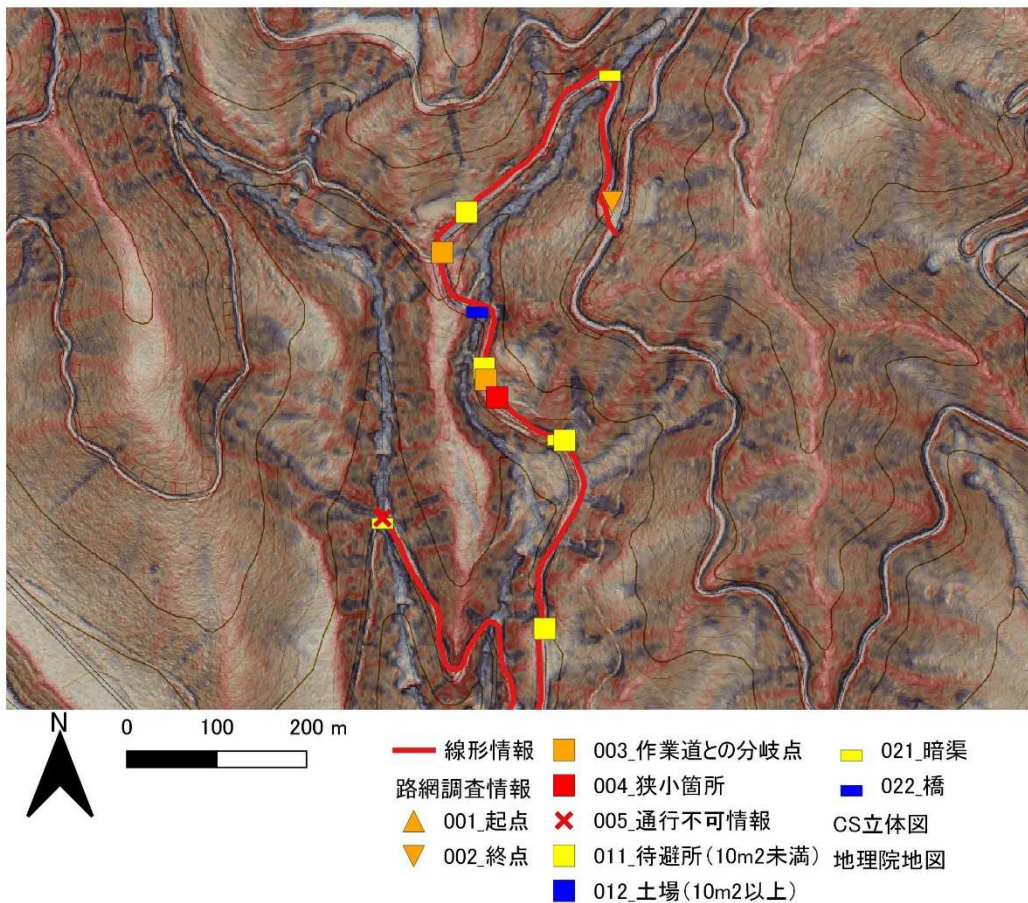 N
0 100 200 m
線形情報
路網調査情報
001_起点
002_終点
003_作業道との分岐点
004_狭小箇所
005_通行不可情報
011_待避所(10m2未満)
012_土場(10m2以上)
021_暗渠
022_橋
CS立体図
地理院地図